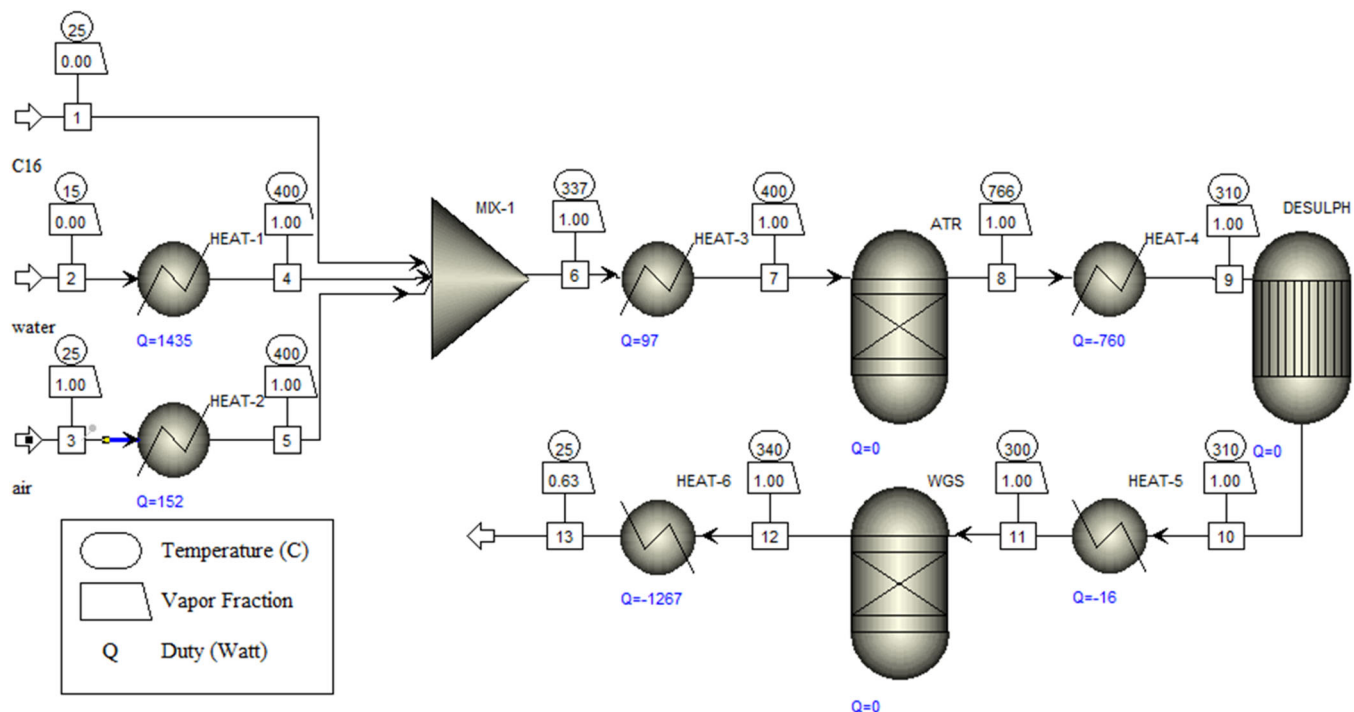 25
0.00
1
C16
15
0.00
2
water
HEAT-1
Q=1435
400
1.00
4
25
1.00
3
air
HEAT-2
Q=152
400
1.00
5
MIX-1
337
1.00
6
HEAT-3
Q=97
400
1.00
7
ATR
Q=0
766
1.00
8
HEAT-4
Q=-760
310
1.00
9
DESULPH
Q=0
310
1.00
10
HEAT-5
Q=-16
300
1.00
11
WGS
Q=0
340
1.00
12
HEAT-6
Q=-1267
25
0.63
13
Temperature (C)
Vapor Fraction
Q Duty (Watt)